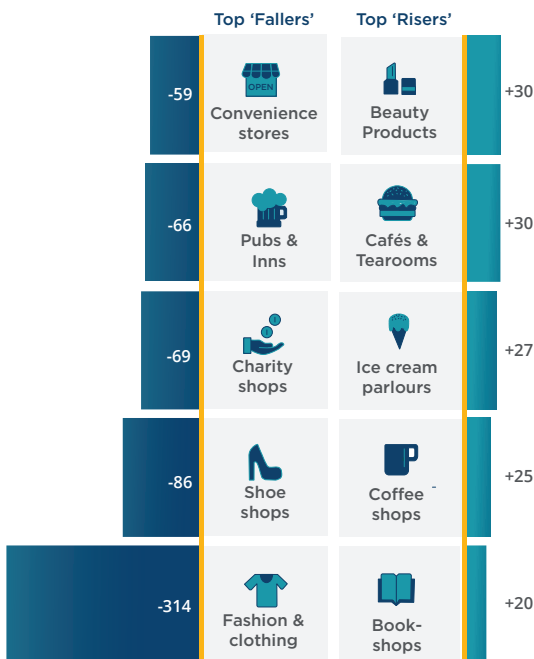 Top ‘Fallers’ Top ‘Risers’
-59
OPEN
Convenience
stores
Beauty
Products
+30
-66
Pubs &
Inns
Cafés &
Tearooms
+30
-69
Charity
shops
Ice cream
parlours
+27
-86
Shoe
shops
Coffee -
shops
+25
-314
Fashion &
clothing
Book-
shops
+20